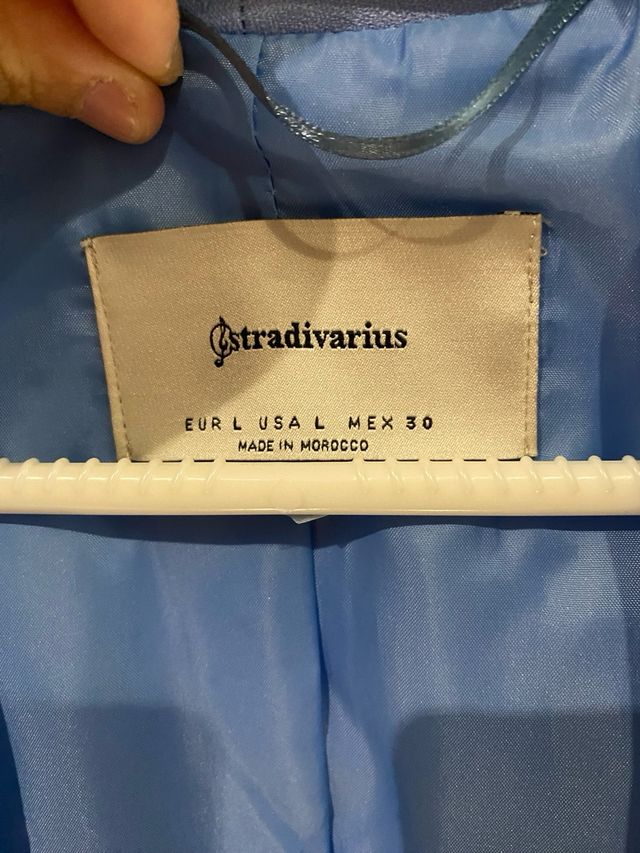 stradivarius
EUR L USA L MEX 30
MADE IN MOROCCO